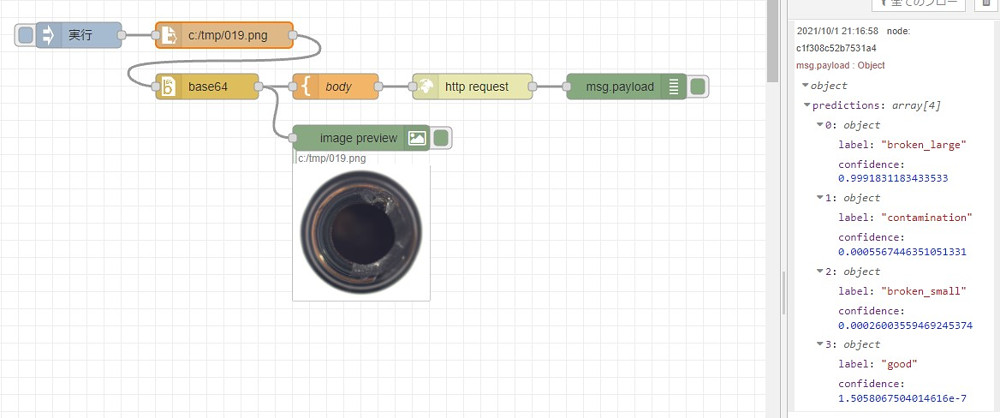 実行
c:/tmp/019.png
base64
body
http request
msg.payload
image preview
c:/tmp/019.png
全てのフロー
2021/10/1 21:16:58 node:
c1f308c52b7531a4
msg.payload : Object
object
predictions: array[4]
0: object
label: "broken_large"
confidence:
0.9991831183433533
1: object
label: "contamination"
confidence:
0.0005567446351051331
2: object
label: "broken_small"
confidence:
0.00026003559469245374
3: object
label: "good"
confidence:
1.5058067504014616e-7